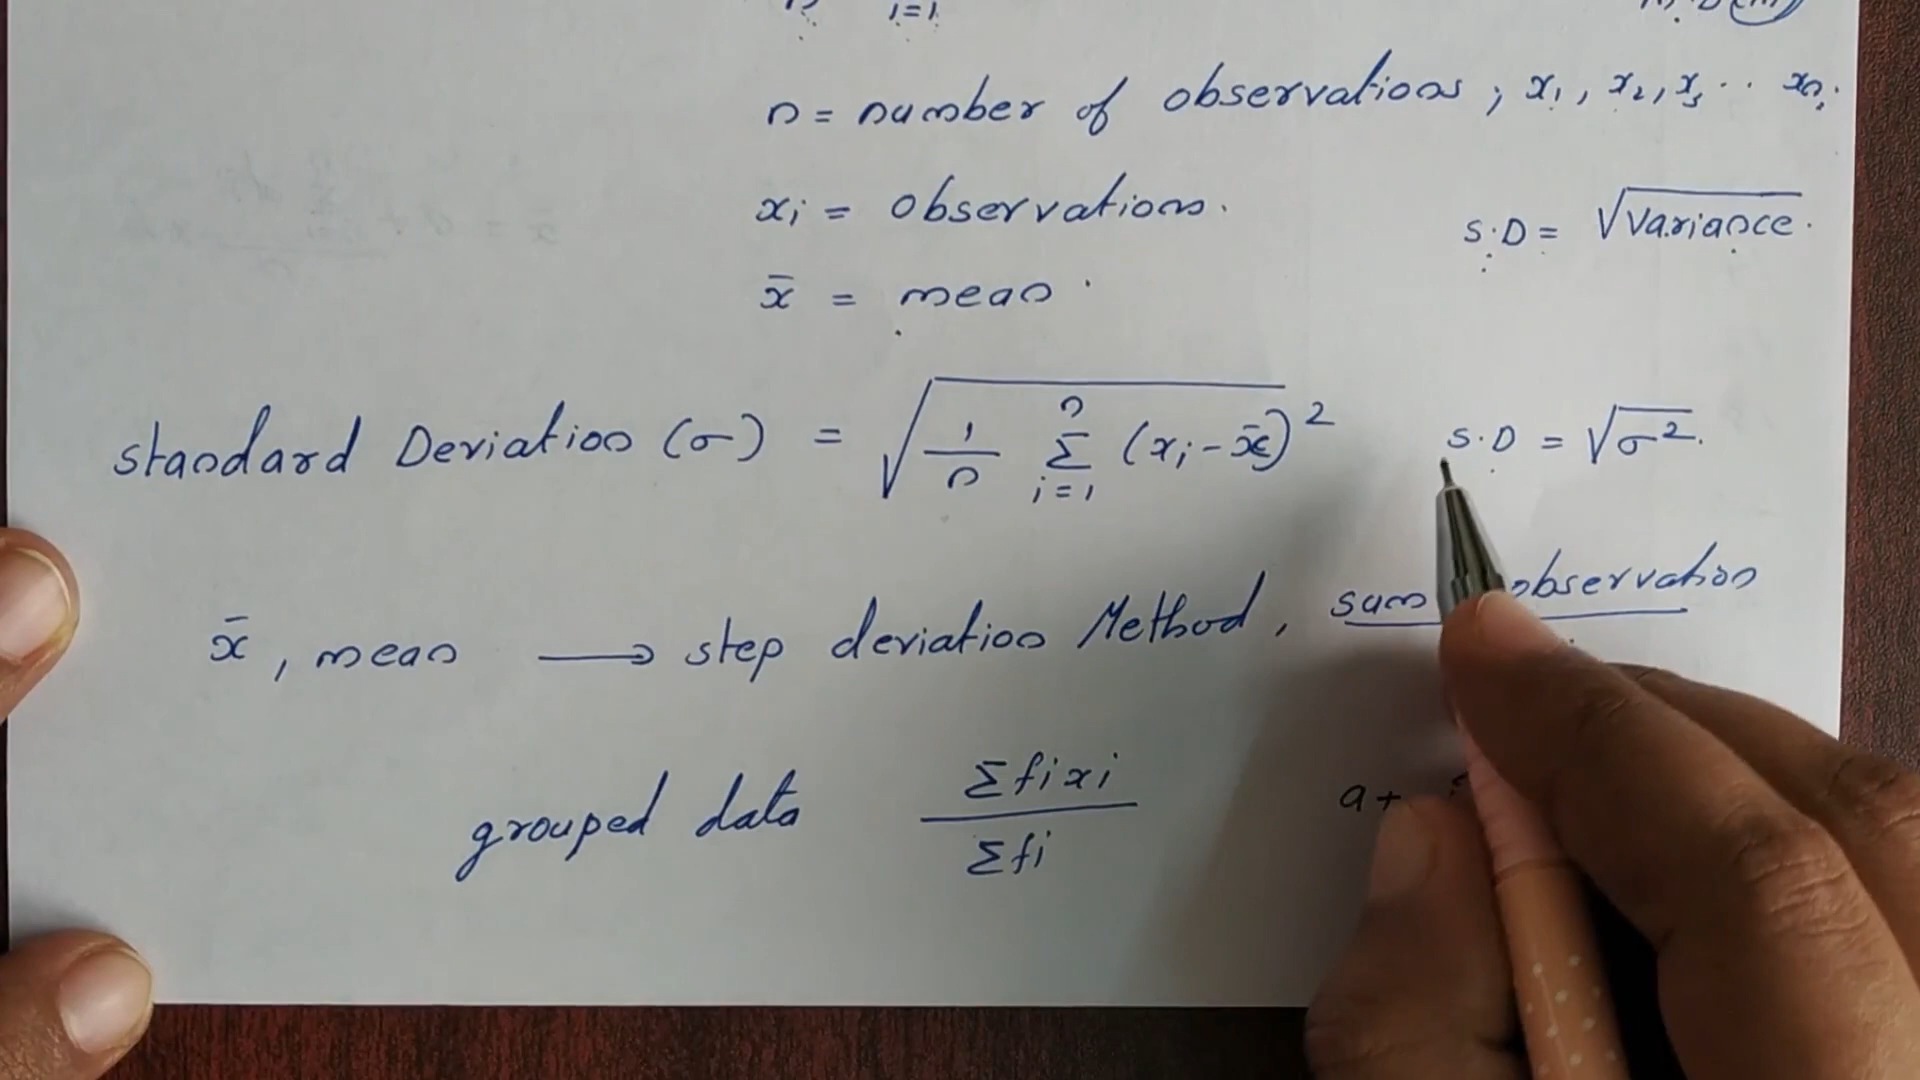 i=1
n = number of observations ; x₁, x₂, x₃ .. xₙ.
xi = observations.
S.D = √Variance.
x̄ = mean.
Standard Deviation (σ) = √ 1/n Σ i=1 n (xi - x̄)²
S.D = √σ².
x̄, mean ⟶ step deviation Method, sum observation
grouped data Σfixi / Σfi
a +